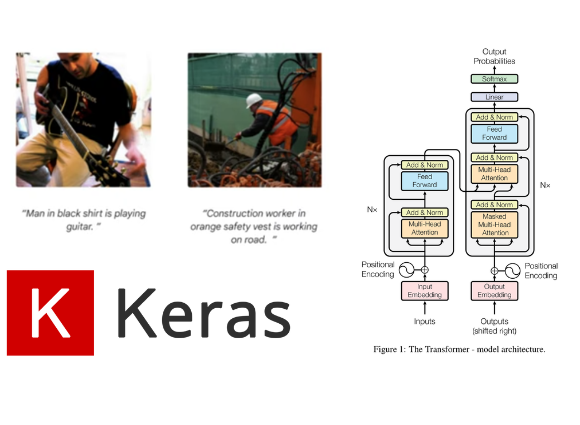 "Man in black shirt is playing
guitar. "
"Construction worker in
orange safety vest is working
on road. "
K Keras
Output
Probabilities
Softmax
Linear
Add & Norm
Feed
Forward
Add & Norm
Multi-Head
Attention
Add & Norm
Masked
Multi-Head
Attention
Nx
Add & Norm
Feed
Forward
Add & Norm
Multi-Head
Attention
Nx
Positional
Encoding
Positional
Encoding
Input
Embedding
Output
Embedding
Inputs
Outputs
(shifted right)
Figure 1: The Transformer - model architecture.